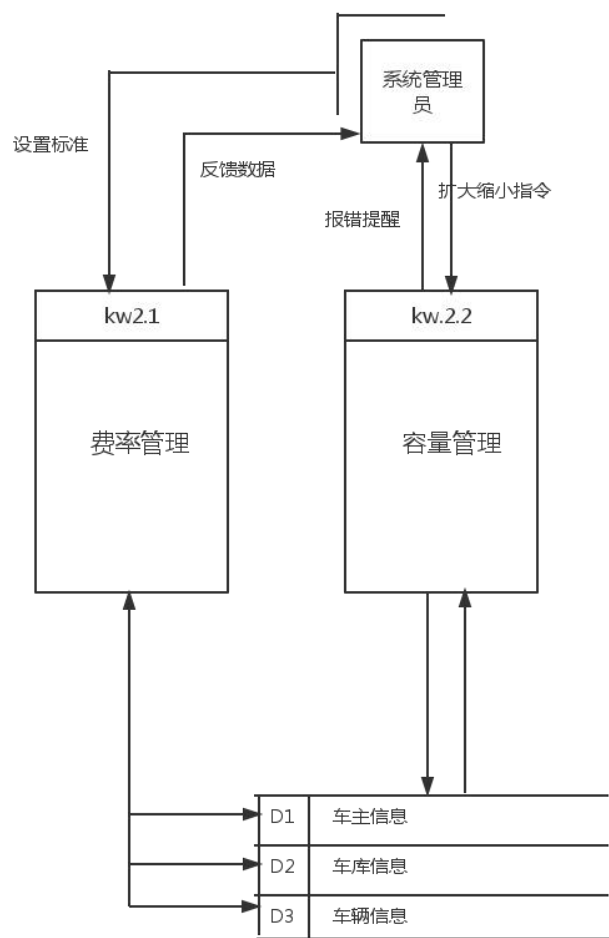 系统管理
员
设置标准
反馈数据
扩大缩小指令
报错提醒
kw2.1
kw.2.2
费率管理
容量管理
D1 车主信息
D2 车库信息
D3 车辆信息